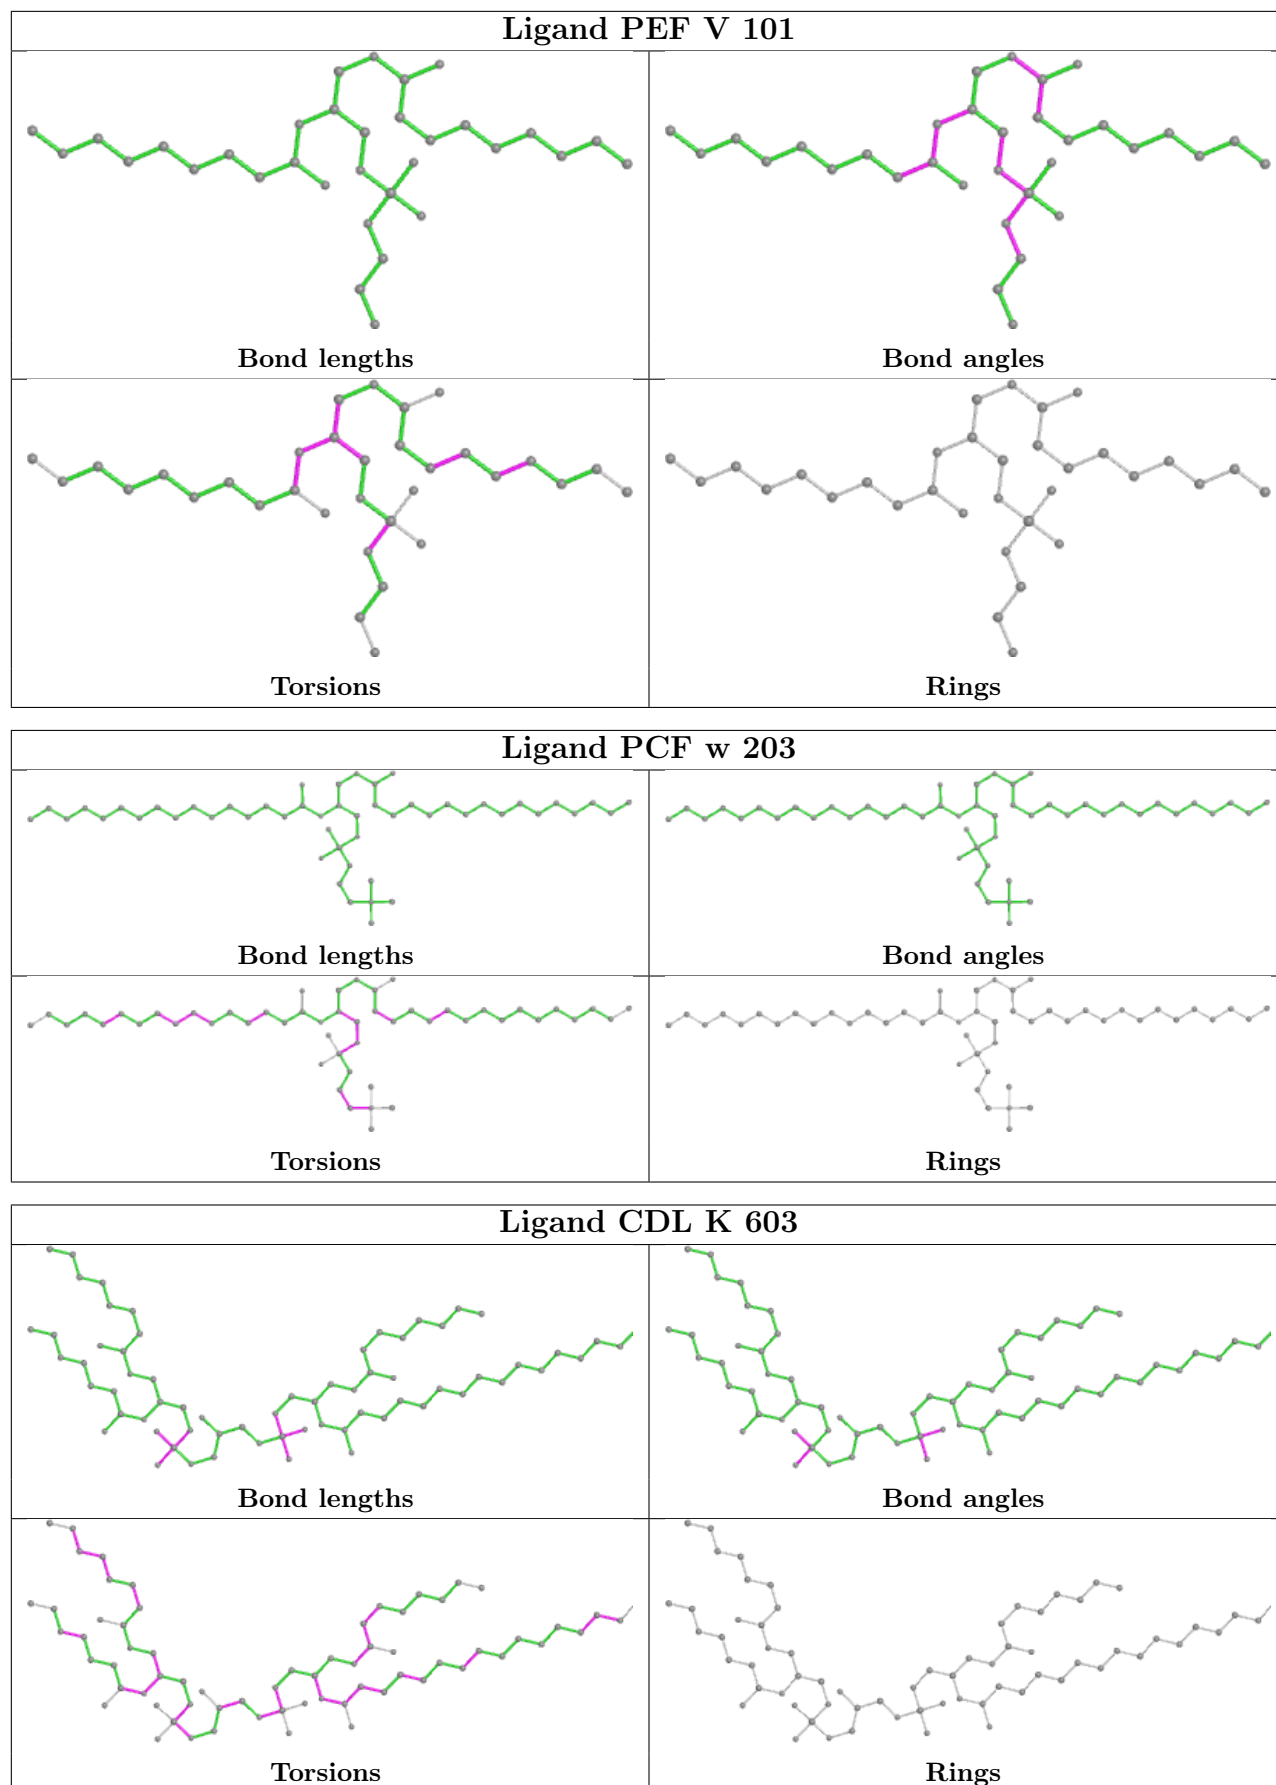 Ligand PEF V 101
Bond lengths
Bond angles
Torsions
Rings
Ligand PCF w 203
Bond lengths
Bond angles
Torsions
Rings
Ligand CDL K 603
Bond lengths
Bond angles
Torsions
Rings